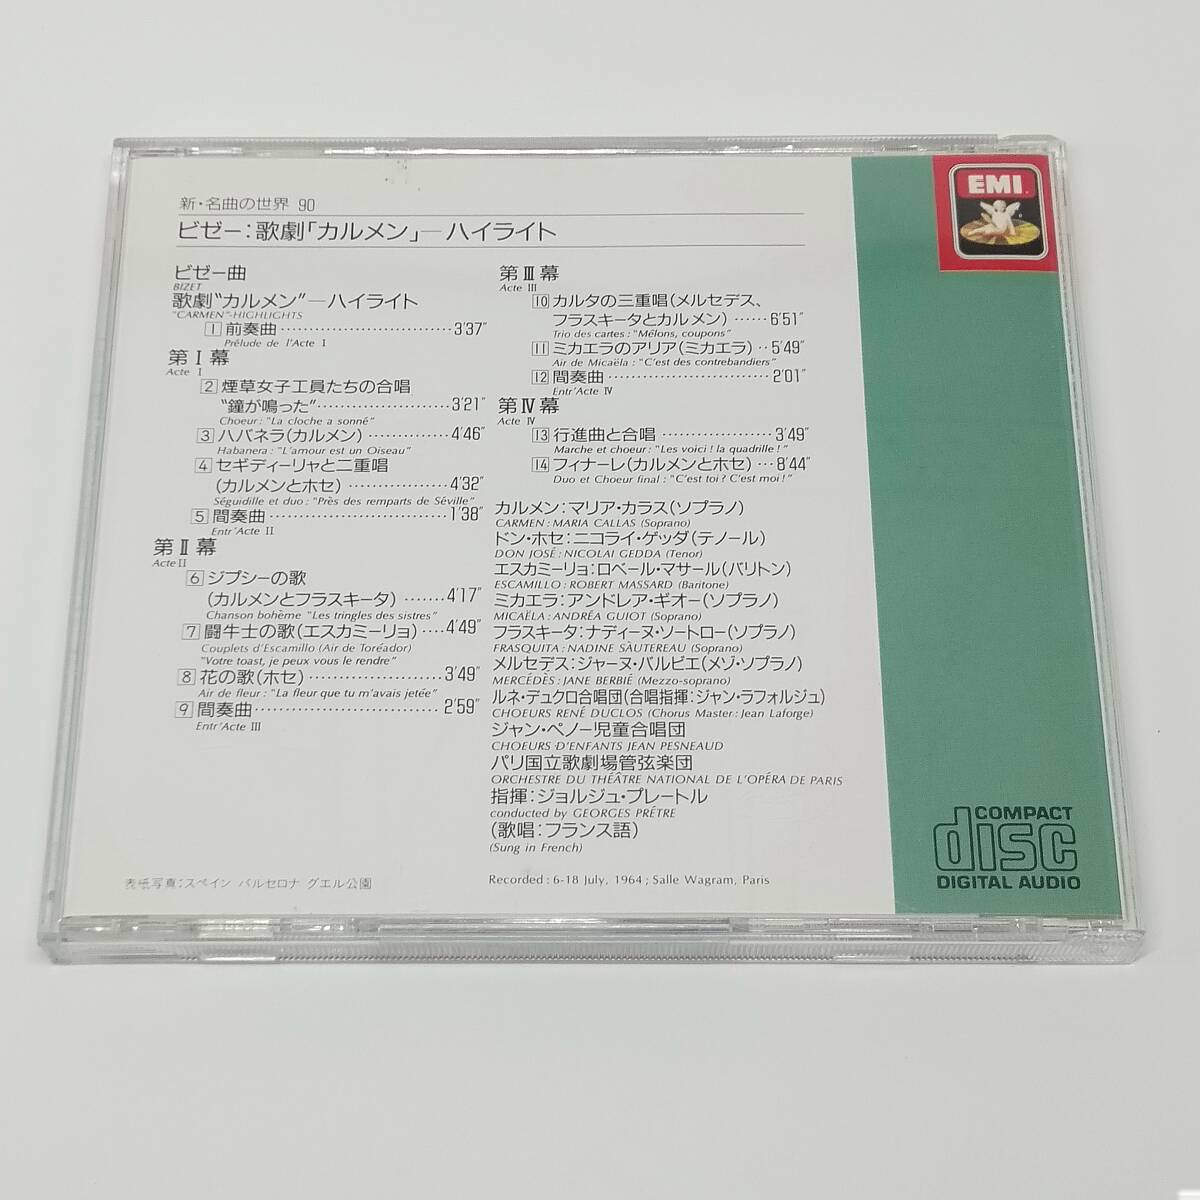 新・名曲の世界 90
ビゼー：歌劇「カルメン」—ハイライト
ビゼー曲
BIZET
歌劇“カルメン”—ハイライト
"CARMEN"-HIGHLIGHTS
1 前奏曲 3'37"
Prélude de l'Acte I
第Ⅰ幕
Acte I
2 煙草女子工員たちの合唱
“鐘が鳴った” 3'21"
Choeur: "La cloche a sonné"
3 ハバネラ(カルメン) 4'46"
Habanera: "L'amour est un Oiseau"
4 セギディーリャと二重唱
(カルメンとホセ) 4'32"
Séguidille et duo: "Près des remparts de Séville"
5 間奏曲 1'38"
Entr'Acte II
第Ⅱ幕
Acte II
6 ジプシーの歌
(カルメンとフラスキータ) 4'17"
Chanson bohème "Les tringles des sistres"
7 闘牛士の歌(エスカミーリョ) 4'49"
Couplets d'Escamillo (Air de Toréador)
"Votre toast, je peux vous le rendre"
8 花の歌(ホセ) 3'49"
Air de fleur: "La fleur que tu m'avais jetée"
9 間奏曲 2'59"
Entr'Acte III
第Ⅲ幕
Acte III
10 カルタの三重唱(メルセデス、
フラスキータとカルメン) 6'51"
Trio des cartes: "Mêlons, coupons"
11 ミカエラのアリア(ミカエラ) 5'49"
Air de Micaëla: "C'est des contrebandiers"
12 間奏曲 2'01"
Entr'Acte IV
第Ⅳ幕
Acte IV
13 行進曲と合唱 3'49"
Marche et choeur: "Les voici! la quadrille!"
14 フィナーレ(カルメンとホセ) 8'44"
Duo et Choeur final: "C'est toi? C'est moi!"
カルメン：マリア・カラス(ソプラノ)
CARMEN: MARIA CALLAS (Soprano)
ドン・ホセ：ニコライ・ゲッダ(テノール)
DON JOSÉ: NICOLAI GEDDA (Tenor)
エスカミーリョ：ロベール・マサール(バリトン)
ESCAMILLO: ROBERT MASSARD (Baritone)
ミカエラ：アンドレア・ギオー(ソプラノ)
MICAËLA: ANDRÉA GUIOT (Soprano)
フラスキータ：ナディーヌ・ソートロー(ソプラノ)
FRASQUITA: NADINE SAUTEREAU (Soprano)
メルセデス：ジャーヌ・バルビエ(メゾ・ソプラノ)
MERCÉDÈS: JANE BERBIÉ (Mezzo-soprano)
ルネ・デュクロ合唱団(合唱指揮：ジャン・ラフォルジュ)
CHOEURS RENÉ DUCLOS (Chorus Master: Jean Laforge)
ジャン・ペノー児童合唱団
CHOEURS D'ENFANTS JEAN PESNEAUD
パリ国立歌劇場管弦楽団
ORCHESTRE DU THÉÂTRE NATIONAL DE L'OPÉRA DE PARIS
指揮：ジョルジュ・プレートル
conducted by GEORGES PRÊTRE
(歌唱：フランス語)
(Sung in French)
表紙写真：スペイン バルセロナ グエル公園
Recorded: 6-18 July, 1964; Salle Wagram, Paris
EMI
COMPACT
disc
DIGITAL AUDIO